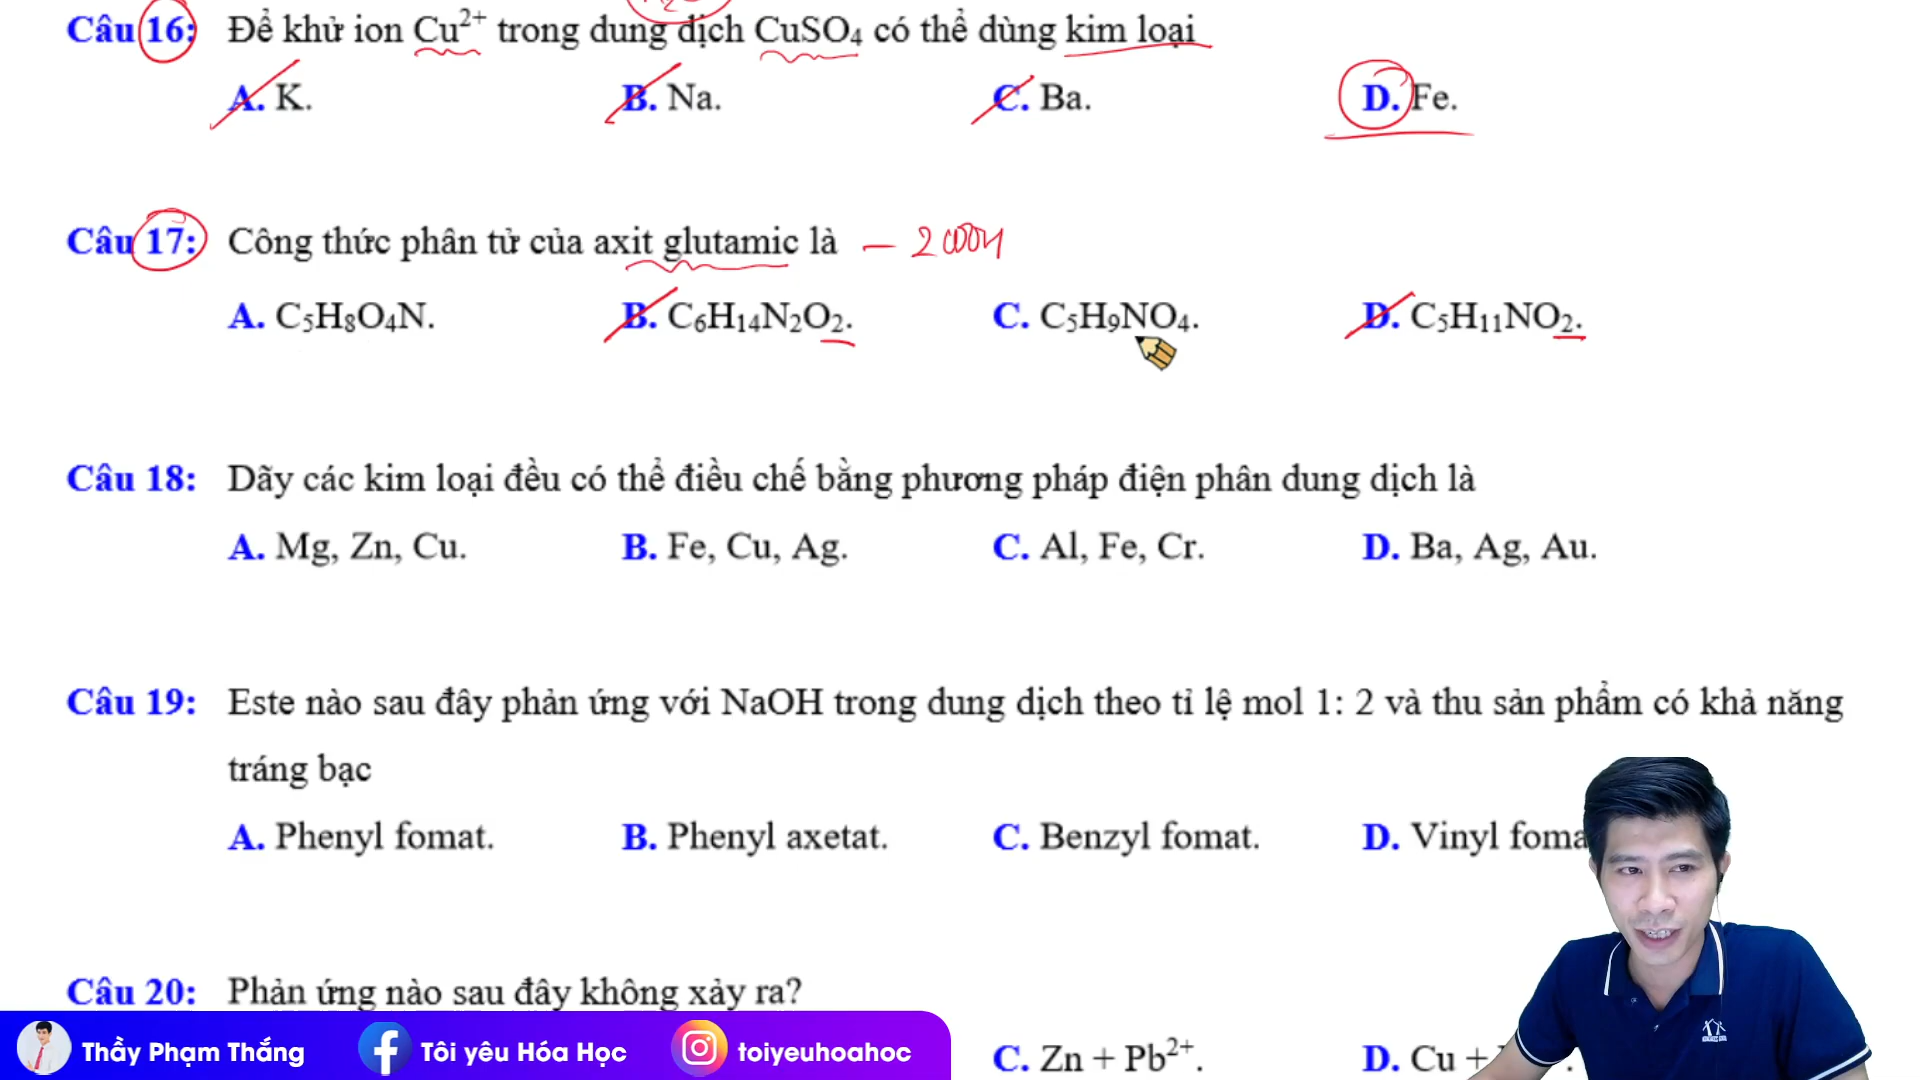 Câu 16: Để khử ion Cu²⁺ trong dung dịch CuSO₄ có thể dùng kim loại
A. K. B. Na. C. Ba. D. Fe.
Câu 17: Công thức phân tử của axit glutamic là – 2COOH
A. C₅H₈O₄N. B. C₆H₁₄N₂O₂. C. C₅H₉NO₄. D. C₅H₁₁NO₂.
Câu 18: Dãy các kim loại đều có thể điều chế bằng phương pháp điện phân dung dịch là
A. Mg, Zn, Cu. B. Fe, Cu, Ag. C. Al, Fe, Cr. D. Ba, Ag, Au.
Câu 19: Este nào sau đây phản ứng với NaOH trong dung dịch theo tỉ lệ mol 1: 2 và thu sản phẩm có khả năng
tráng bạc
A. Phenyl fomat. B. Phenyl axetat. C. Benzyl fomat. D. Vinyl foma
Câu 20: Phản ứng nào sau đây không xảy ra?
C. Zn + Pb²⁺. D. Cu +
Thầy Phạm Thắng Tôi yêu Hóa Học toiyeuhoahoc